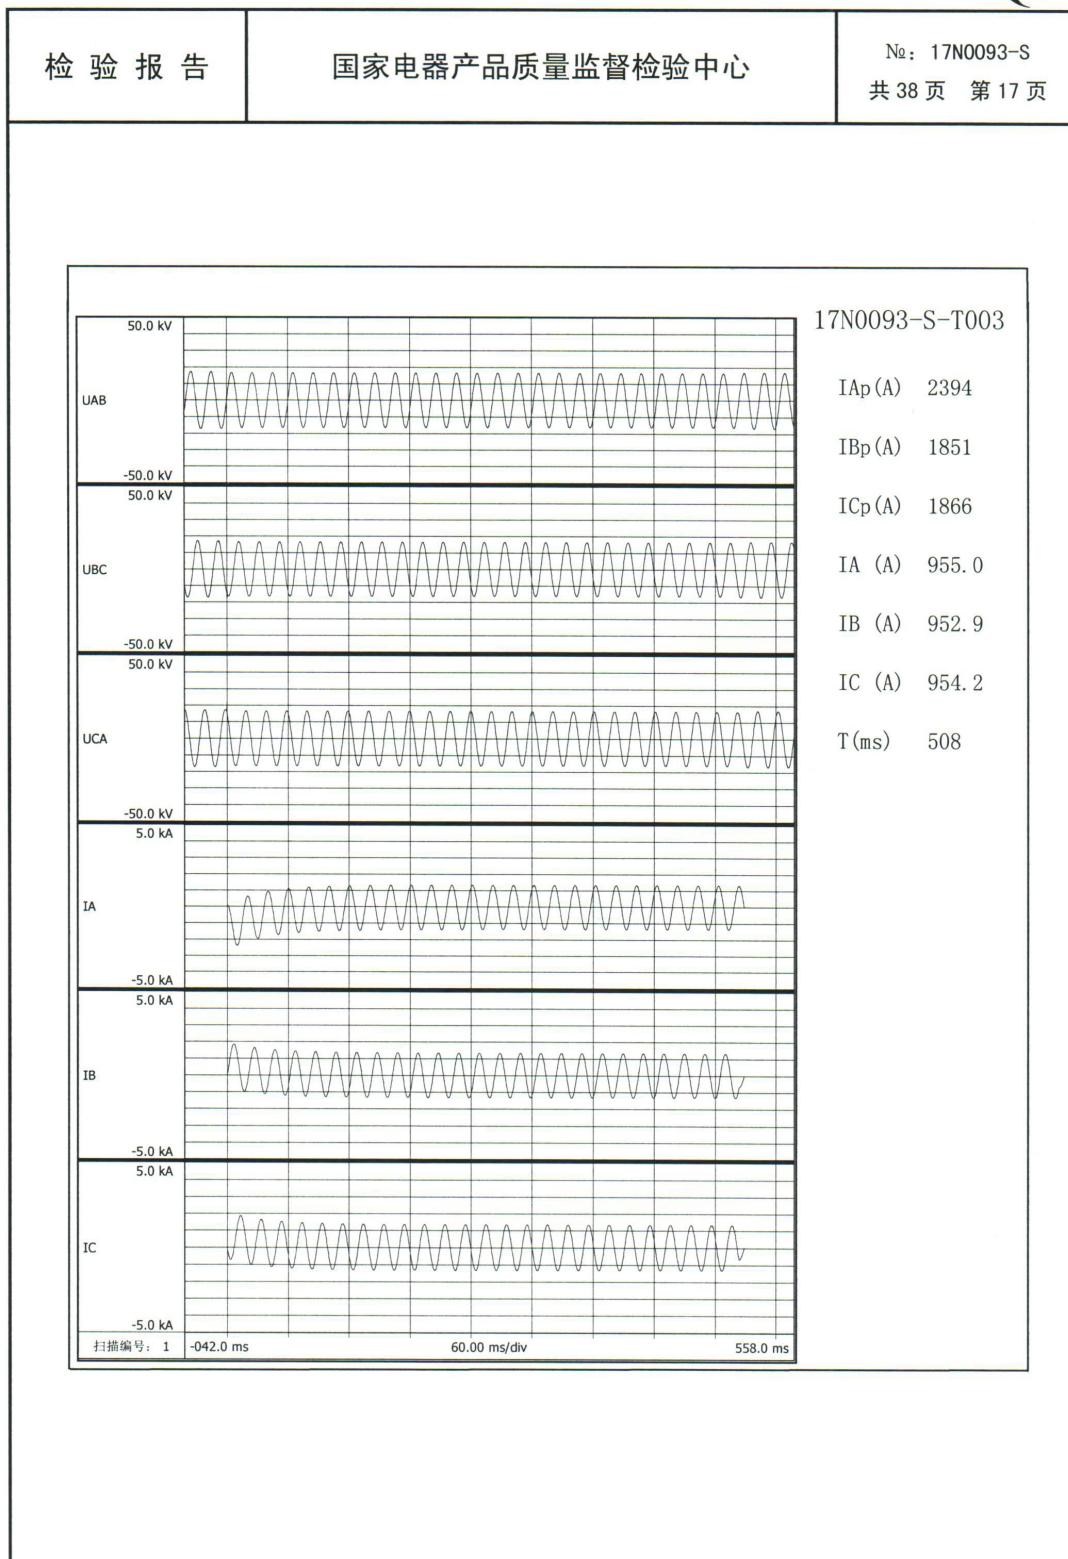 检 验 报 告
国家电器产品质量监督检验中心
№: 17N0093-S
共 38 页 第 17 页
17N0093-S-T003
IAp(A) 2394
IBp(A) 1851
ICp(A) 1866
IA (A) 955.0
IB (A) 952.9
IC (A) 954.2
T(ms) 508
50.0 kV
UAB
-50.0 kV
50.0 kV
UBC
-50.0 kV
50.0 kV
UCA
-50.0 kV
5.0 kA
IA
-5.0 kA
5.0 kA
IB
-5.0 kA
5.0 kA
IC
-5.0 kA
扫描编号: 1 -042.0 ms 60.00 ms/div 558.0 ms